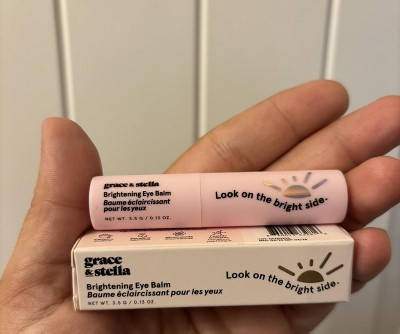 grace & stella
Brightening Eye Balm
Baume éclaircissant
pour les yeux
NET WT. 3.5 G / 0.13 OZ.
Look on the bright side.
grace
& stella
Brightening Eye Balm
Baume éclaircissant pour les yeux
NET WT. 3.5 G / 0.13 OZ.
Look on the bright side.